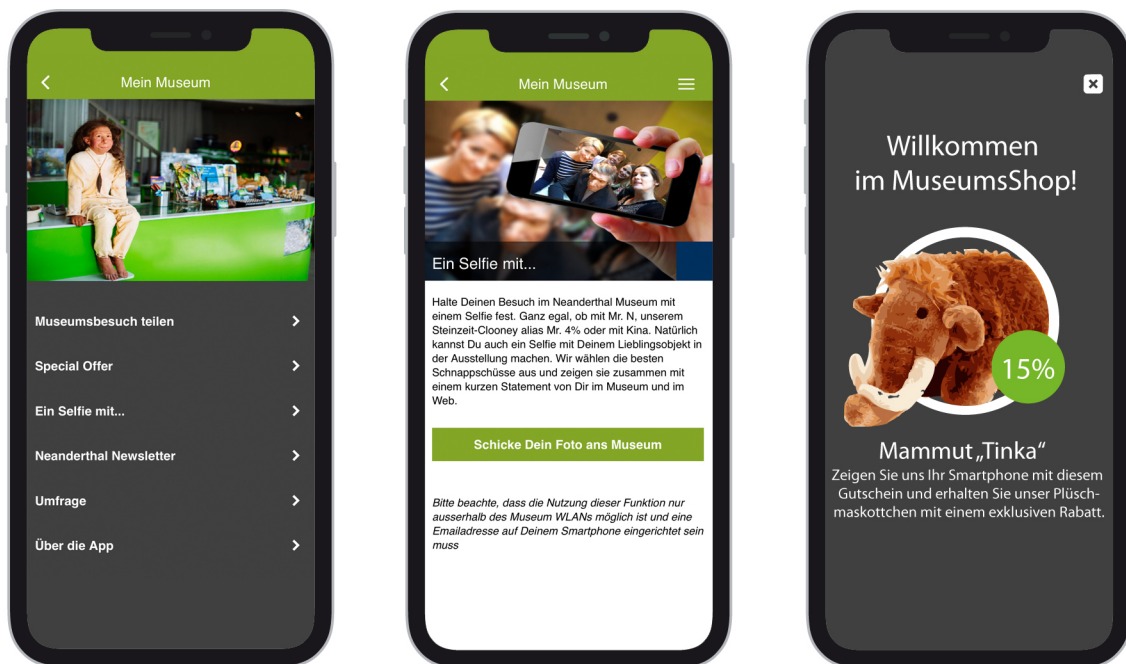 Mein Museum
Museumsbesuch teilen
Special Offer
Ein Selfie mit...
Neanderthal Newsletter
Umfrage
Über die App
Mein Museum
Ein Selfie mit...
Halte Deinen Besuch im Neanderthal Museum mit
einem Selfie fest. Ganz egal, ob mit Mr. N, unserem
Steinzeit-Clooney alias Mr. 4% oder mit Kina. Natürlich
kannst Du auch ein Selfie mit Deinem Lieblingsobjekt in
der Ausstellung machen. Wir wählen die besten
Schnappschüsse aus und zeigen sie zusammen mit
einem kurzen Statement von Dir im Museum und im
Web.
Schicke Dein Foto ans Museum
Bitte beachte, dass die Nutzung dieser Funktion nur
ausserhalb des Museum WLANs möglich ist und eine
Emailadresse auf Deinem Smartphone eingerichtet sein
muss
Willkommen
im MuseumsShop!
15%
Mammut „Tinka“
Zeigen Sie uns Ihr Smartphone mit diesem
Gutschein und erhalten Sie unser Plüsch-
maskottchen mit einem exklusiven Rabatt.